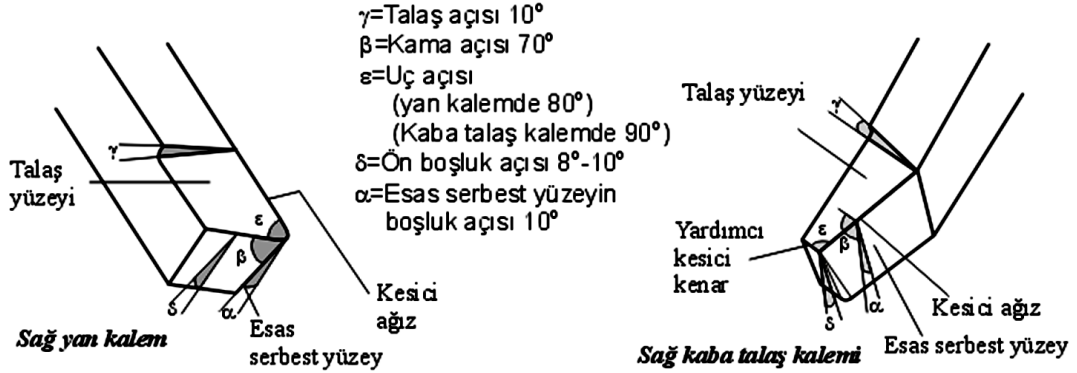 γ=Talaş açısı 10°
β=Kama açısı 70°
ε=Uç açısı
(yan kalemde 80°)
(Kaba talaş kalemde 90°)
δ=Ön boşluk açısı 8°-10°
α=Esas serbest yüzeyin
boşluk açısı 10°
γ
Talaş
yüzeyi
ε
β
δ
α
Esas
serbest yüzey
Kesici
ağız
Sağ yan kalem
Talaş yüzeyi
γ
Yardımcı
kesici
kenar
ε
β
δ
α
Kesici ağız
Esas serbest yüzey
Sağ kaba talaş kalemi